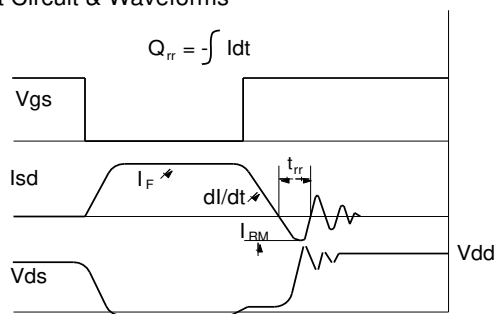 t Circuit & Waveforms
Qrr = -∫ Idt
Vgs
Isd
IF
dI/dt
trr
IRM
Vds
Vdd